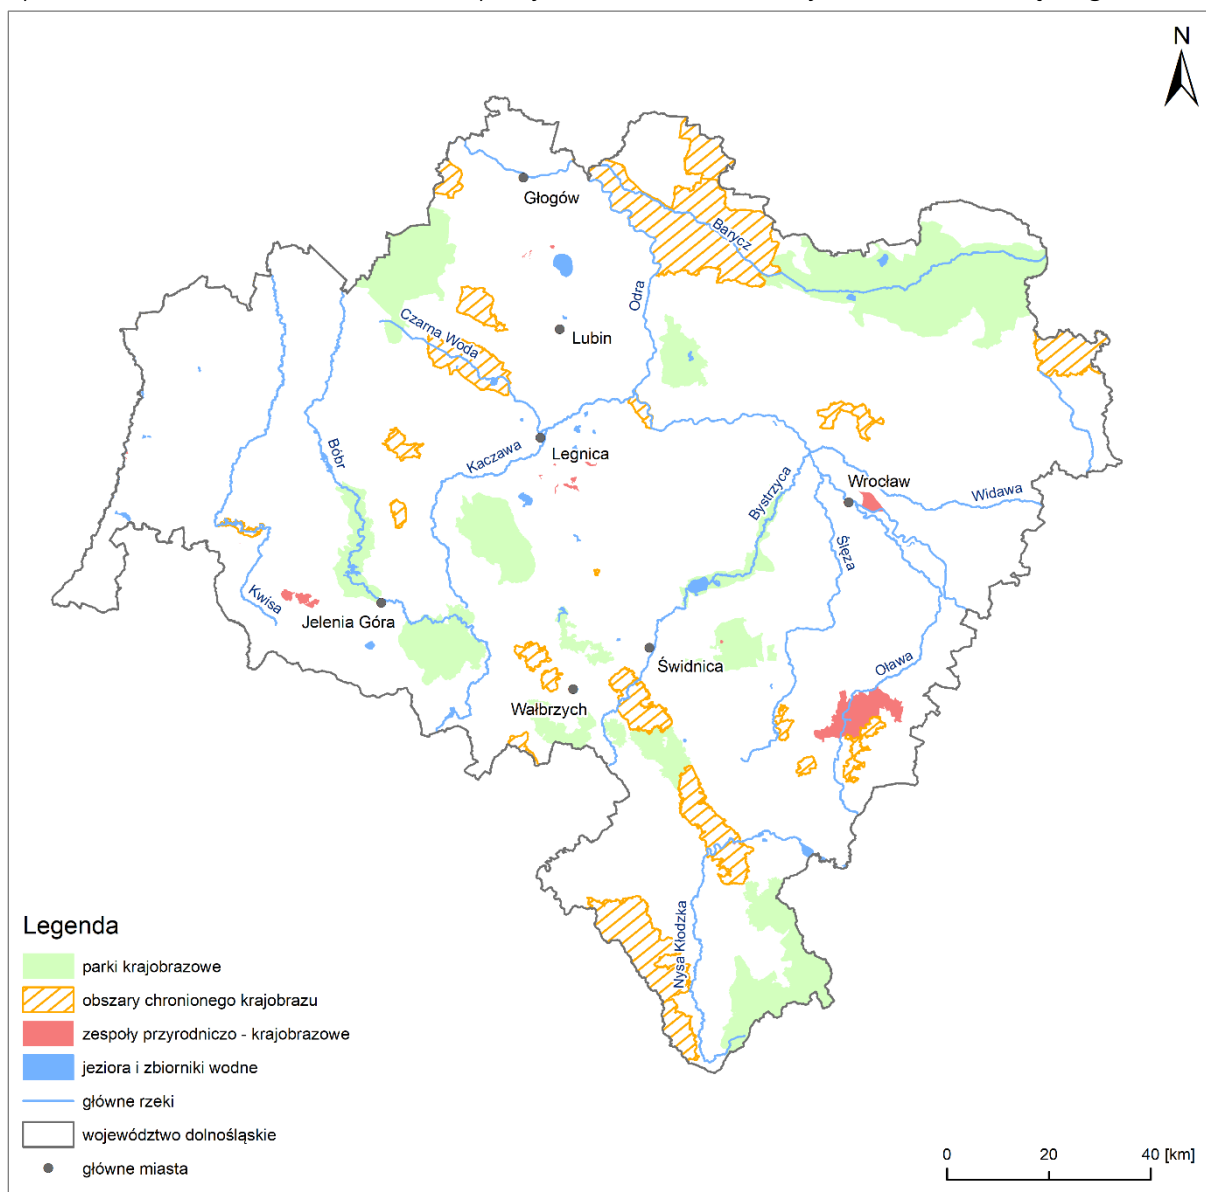 N
Głogów
Barycz
Odra
Czarna Woda
Lubin
Bóbr
Kaczawa
Legnica
Bystrzyca
Wrocław
Widawa
Ślęza
Kwisa
Jelenia Góra
Świdnica
Oława
Wałbrzych
Nysa Kłodzka
Legenda
parki krajobrazowe
obszary chronionego krajobrazu
zespoły przyrodniczo - krajobrazowe
jeziora i zbiorniki wodne
główne rzeki
województwo dolnośląskie
główne miasta
0 20 40 [km]